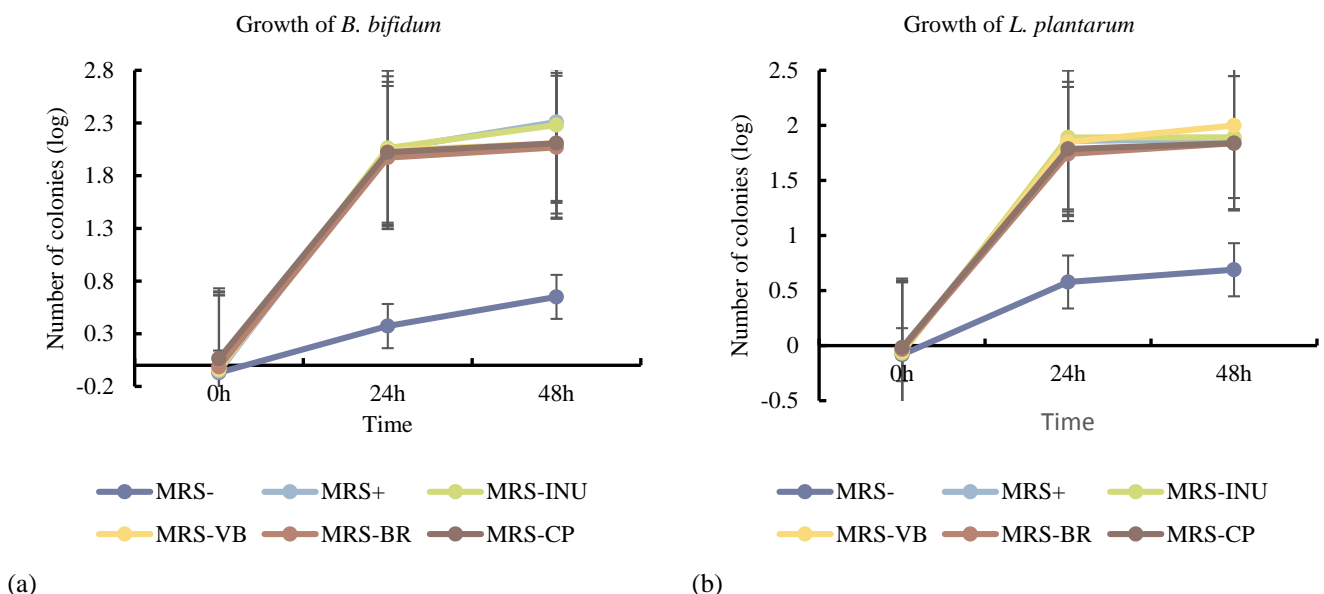 Growth of B. bifidum
Number of colonies (log)
2.8
2.3
1.8
1.3
0.8
0.3
-0.2
0h
24h
48h
Time
MRS-
MRS+
MRS-INU
MRS-VB
MRS-BR
MRS-CP
(a)
Growth of L. plantarum
Number of colonies (log)
2.5
2
1.5
1
0.5
0
-0.5
0h
24h
48h
Time
MRS-
MRS+
MRS-INU
MRS-VB
MRS-BR
MRS-CP
(b)